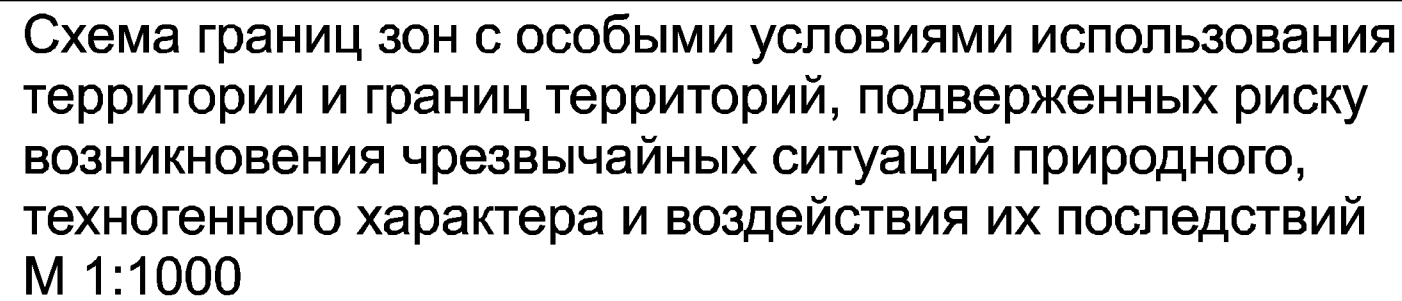 Схема границ зон с особыми условиями использования
территории и границ территорий, подверженных риску
возникновения чрезвычайных ситуаций природного,
техногенного характера и воздействия их последствий
М 1:1000